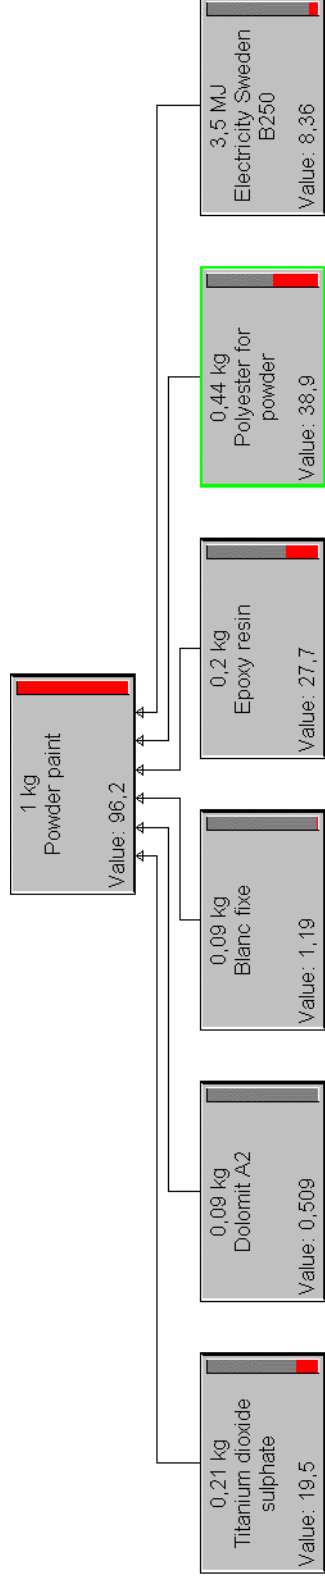 1 kg
Powder paint
Value: 96,2
0,21 kg
Titanium dioxide
sulphate
Value: 19,5
0,09 kg
Dolomit A2
Value: 0,509
0,09 kg
Blanc fixe
Value: 1,19
0,2 kg
Epoxy resin
Value: 27,7
0,44 kg
Polyester for
powder
Value: 38,9
3,5 MJ
Electricity Sweden
B250
Value: 8,36